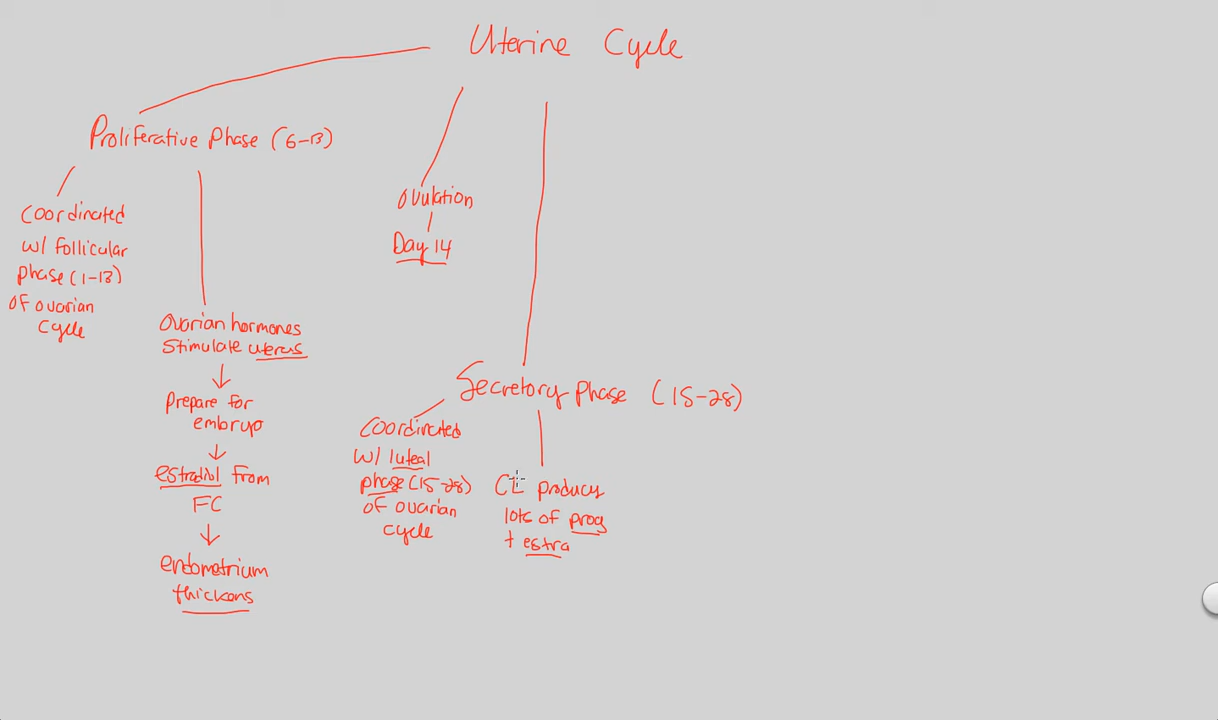 Uterine Cycle
Proliferative Phase (6-13)
Coordinated
w/ follicular
phase (1-13)
of ovarian
cycle
Ovarian hormones
stimulate uterus
Prepare for
embryo
estradiol from
FC
endometrium
thickens
Ovulation
Day 14
Secretory Phase (15-28)
Coordinated
w/ luteal
phase (15-28)
of ovarian
cycle
CL produces
lots of prog
+ estra